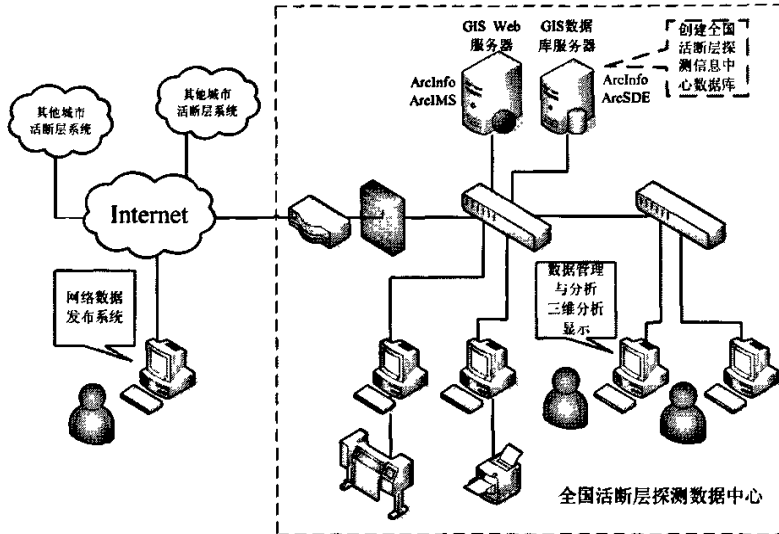 GIS Web
服务器
GIS数据
库服务器
创建全国
活断层探
测信息中
心数据库
ArcInfo
ArcIMS
ArcInfo
ArcSDE
其他城市
活断层系统
其他城市
活断层系统
Internet
网络数据
发布系统
数据管理
与分析
三维分析
显示
全国活断层探测数据中心